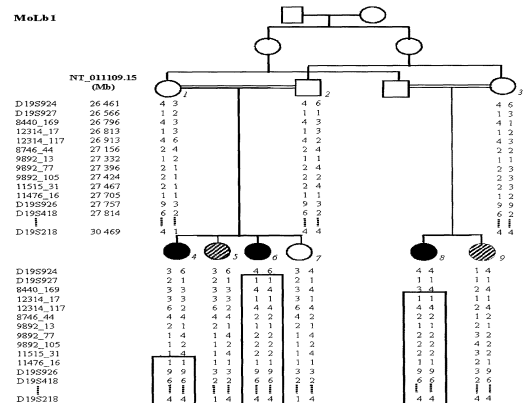 MoLb1
NT_011109.15
(Mb)
1 2 3
D19S924 26 461 4 3 4 6 4 6
D19S927 26 566 1 2 1 1 1 3
8440_169 26 796 4 3 4 3 4 1
12314_17 26 813 1 3 1 1 1 2
12314_117 26 913 4 6 4 2 4 2
8746_44 27 156 2 4 2 4 2 2
9892_13 27 332 1 2 1 1 1 1
9892_77 27 396 2 1 2 1 2 3
9892_105 27 424 2 1 2 2 2 3
11515_31 27 467 2 1 2 4 2 2
11476_16 27 705 1 1 1 1 1 2
D19S926 27 757 9 3 9 3 9 9
D19S418 27 814 6 2 6 2 6 2
D19S218 30 469 4 1 4 4 4 4
4 5 6 7 8 9
D19S924 3 6 3 6 4 6 3 4 4 4 1 4
D19S927 2 1 2 1 1 1 2 1 1 1 2 1
8440_169 3 3 3 3 4 3 3 4 3 4 2 4
12314_17 3 1 3 1 1 1 3 1 1 1 1 1
12314_117 6 2 6 2 4 2 6 4 4 4 2 4
8746_44 4 4 4 4 2 4 4 2 2 2 4 2
9892_13 2 1 2 1 1 1 2 1 1 1 2 1
9892_77 1 4 1 4 2 2 1 2 2 2 3 2
9892_105 1 2 1 2 2 2 1 2 2 2 4 2
11515_31 1 4 1 4 2 2 1 2 2 2 3 2
11476_16 1 1 1 1 1 1 1 1 1 1 2 1
D19S926 9 9 3 3 9 9 3 3 9 9 3 9
D19S418 6 6 2 2 6 6 2 2 6 6 2 6
D19S218 4 4 1 4 4 4 1 4 4 4 4 4